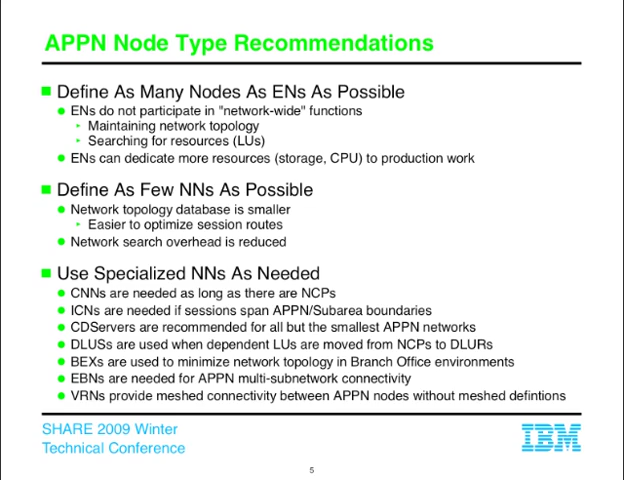 APPN Node Type Recommendations
Define As Many Nodes As ENs As Possible
ENs do not participate in "network-wide" functions
Maintaining network topology
Searching for resources (LUs)
ENs can dedicate more resources (storage, CPU) to production work
Define As Few NNs As Possible
Network topology database is smaller
Easier to optimize session routes
Network search overhead is reduced
Use Specialized NNs As Needed
CNNs are needed as long as there are NCPs
ICNs are needed if sessions span APPN/Subarea boundaries
CDServers are recommended for all but the smallest APPN networks
DLUSs are used when dependent LUs are moved from NCPs to DLURs
BEXs are used to minimize network topology in Branch Office environments
EBNs are needed for APPN multi-subnetwork connectivity
VRNs provide meshed connectivity between APPN nodes without meshed defintions
SHARE 2009 Winter
Technical Conference
IBM
5